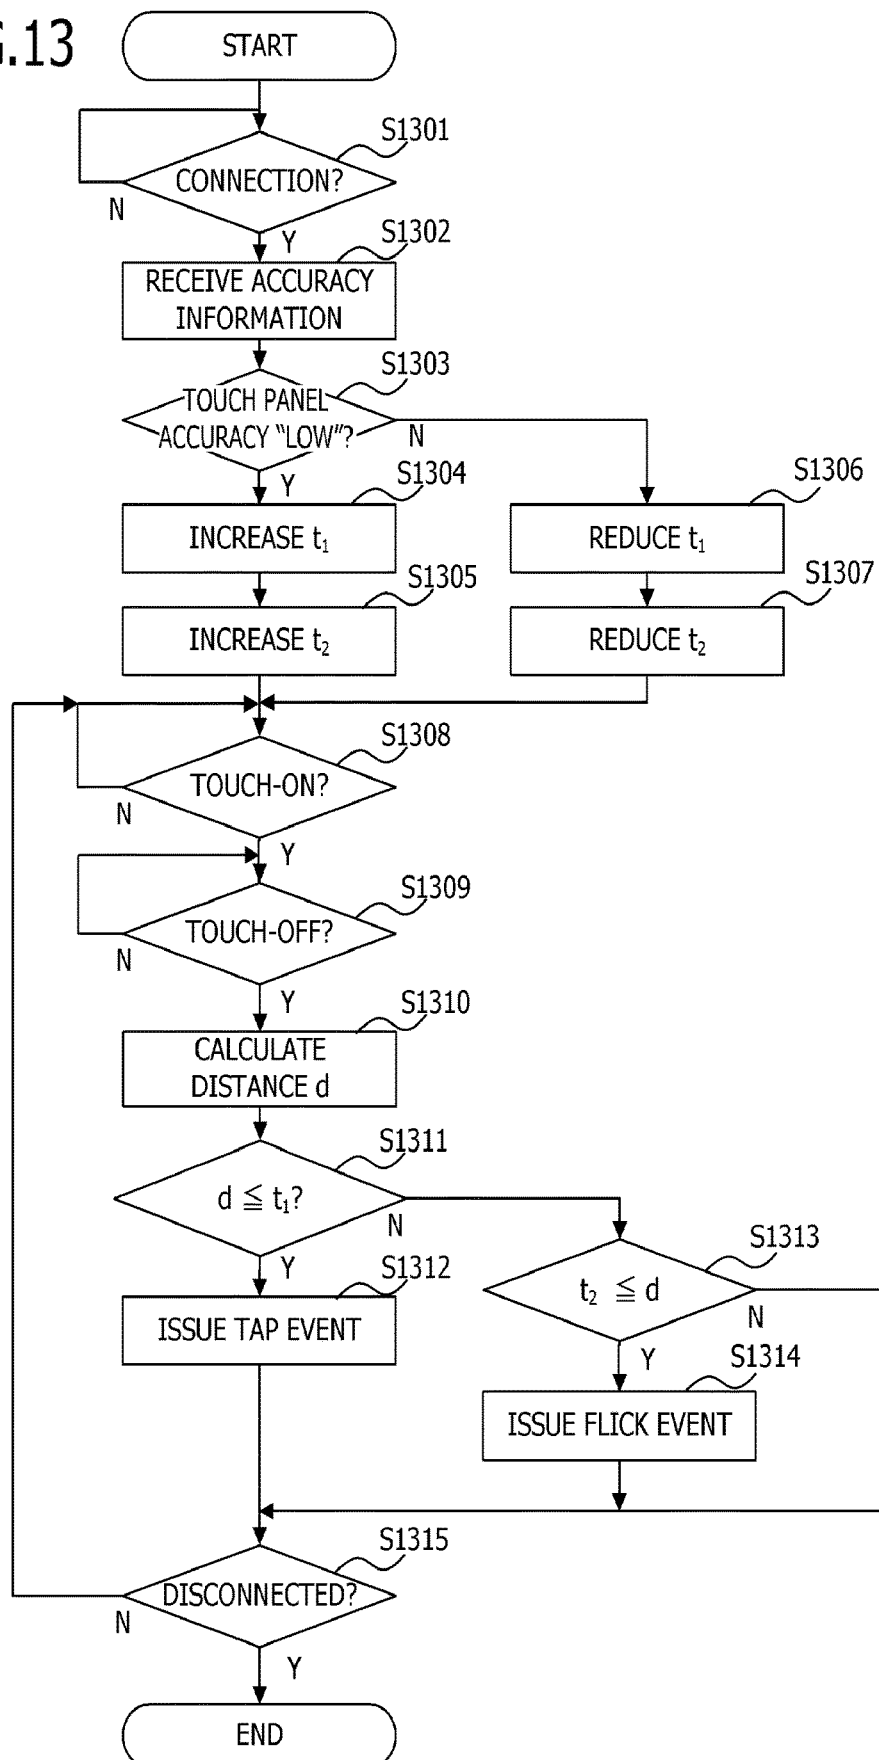 G.13
START
S1301
CONNECTION?
N
Y
S1302
RECEIVE ACCURACY
INFORMATION
S1303
TOUCH PANEL
ACCURACY “LOW”?
N
Y
S1304
INCREASE t₁
S1306
REDUCE t₁
S1305
INCREASE t₂
S1307
REDUCE t₂
S1308
TOUCH-ON?
N
Y
S1309
TOUCH-OFF?
N
Y
S1310
CALCULATE
DISTANCE d
S1311
d ≦ t₁?
N
Y
S1312
ISSUE TAP EVENT
S1313
t₂ ≦ d
N
Y
S1314
ISSUE FLICK EVENT
S1315
DISCONNECTED?
N
Y
END